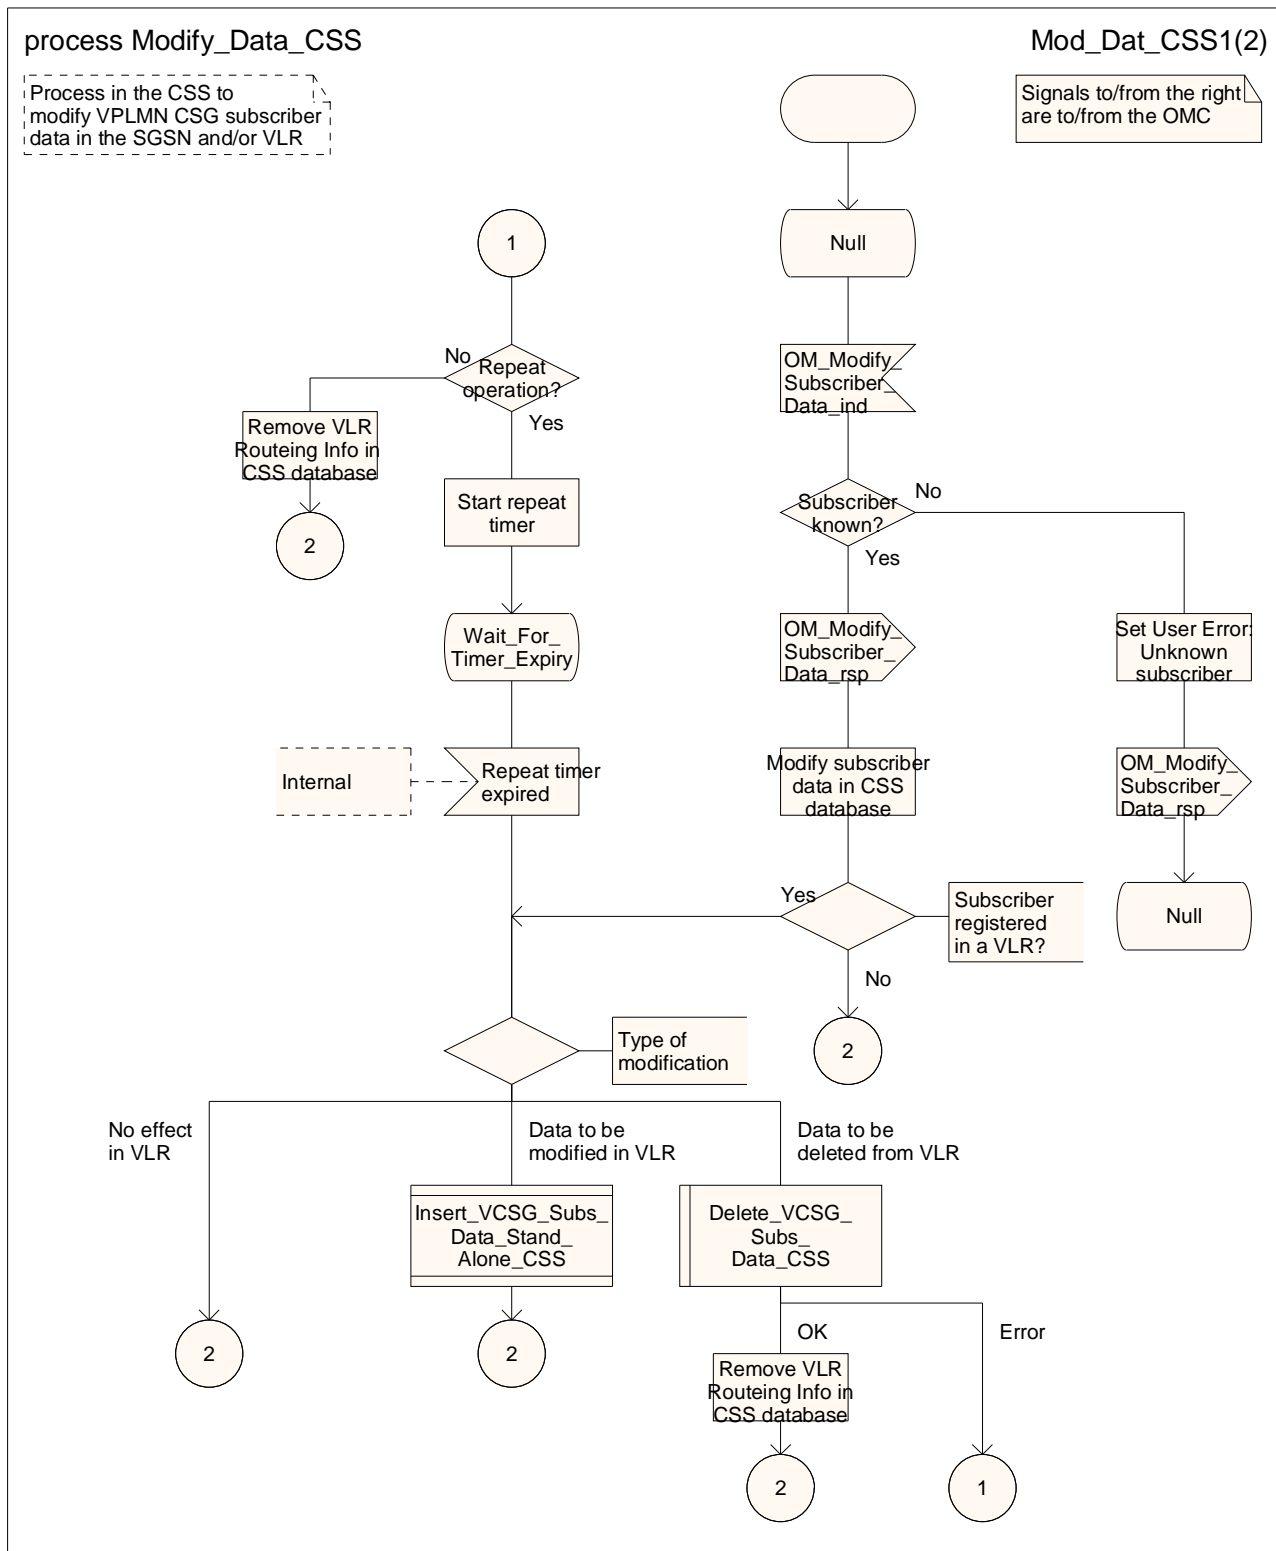 process Modify_Data_CSS
Mod_Dat_CSS1(2)
Process in the CSS to
modify VPLMN CSG subscriber
data in the SGSN and/or VLR
Signals to/from the right
are to/from the OMC
1
Null
No
Repeat
operation?
Yes
OM_Modify_
Subscriber_
Data_ind
Remove VLR
Routeing Info in
CSS database
2
Start repeat
timer
Subscriber
known?
No
Yes
Wait_For_
Timer_Expiry
OM_Modify_
Subscriber_
Data_rsp
Set User Error:
Unknown
subscriber
Internal
Repeat timer
expired
Modify subscriber
data in CSS
database
OM_Modify_
Subscriber_
Data_rsp
Yes
Subscriber
registered
in a VLR?
Null
No
2
Type of
modification
No effect
in VLR
Data to be
modified in VLR
Data to be
deleted from VLR
Insert_VCSG_Subs_
Data_Stand_
Alone_CSS
Delete_VCSG_
Subs_
Data_CSS
2
2
OK
Error
Remove VLR
Routeing Info in
CSS database
2
1